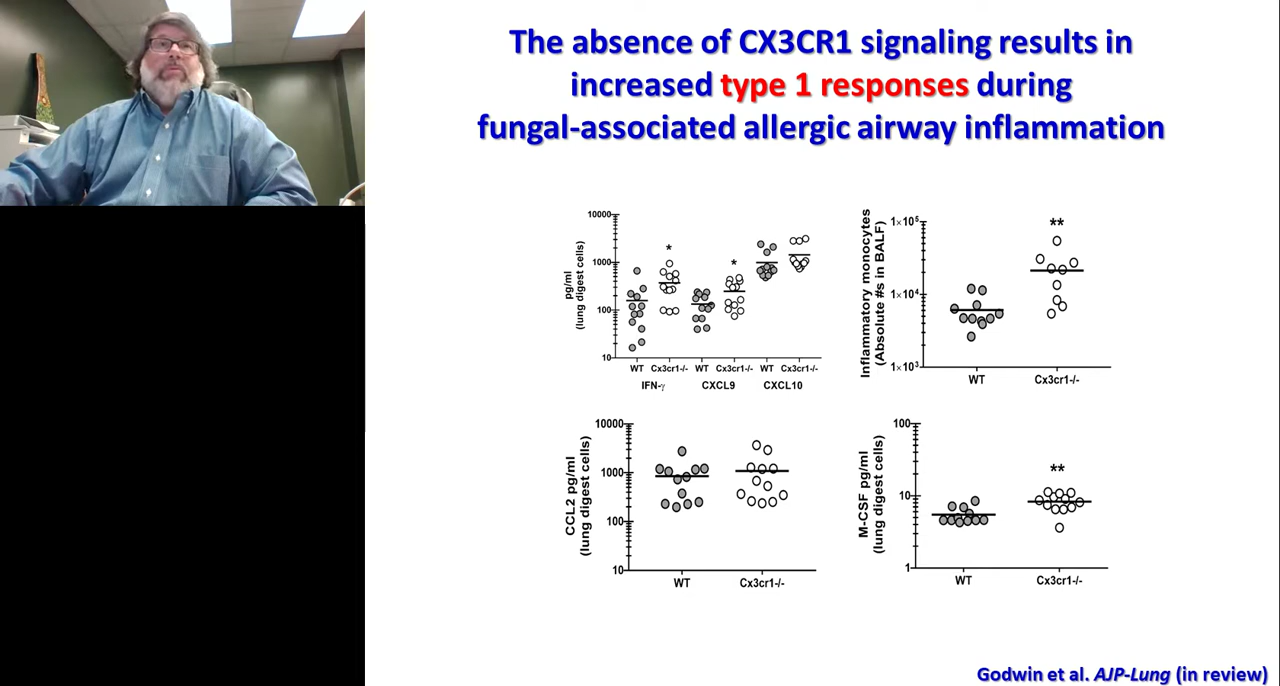 The absence of CX3CR1 signaling results in
increased type 1 responses during
fungal-associated allergic airway inflammation
10000
1000
100
10
pg/ml
(lung digest cells)
*
*
WT Cx3cr1-/- WT Cx3cr1-/- WT Cx3cr1-/-
IFN-γ CXCL9 CXCL10
Inflammatory monocytes
(Absolute #s in BALF)
1×10⁵
1×10⁴
1×10³
**
WT Cx3cr1-/-
CCL2 pg/ml
(lung digest cells)
10000
1000
100
10
WT Cx3cr1-/-
M-CSF pg/ml
(lung digest cells)
100
10
1
**
WT Cx3cr1-/-
Godwin et al. AJP-Lung (in review)